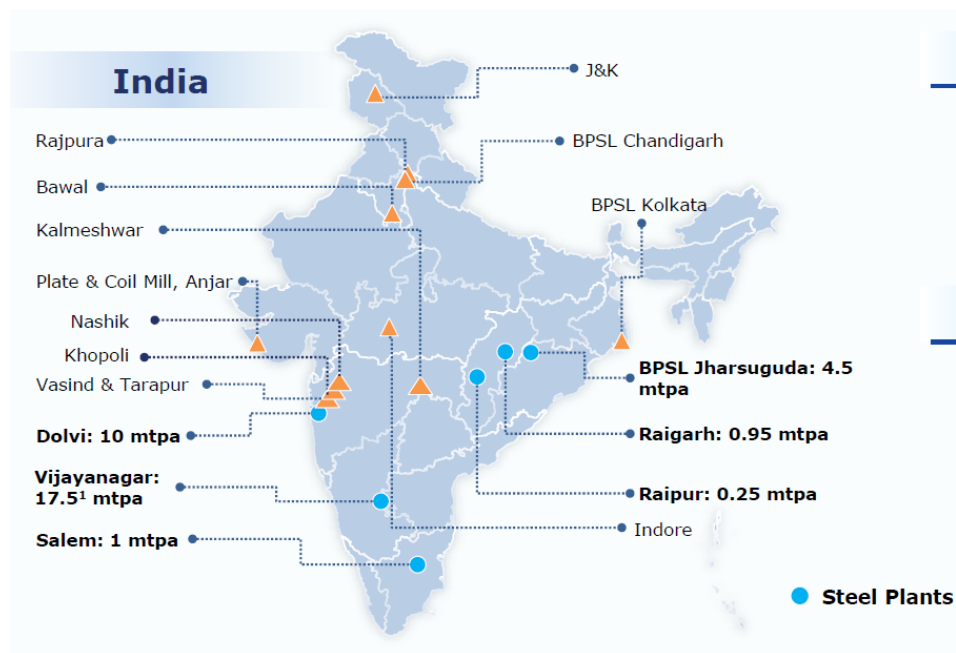 India
J&K
Rajpura
BPSL Chandigarh
Bawal
BPSL Kolkata
Kalmeshwar
Plate & Coil Mill, Anjar
Nashik
Khopoli
Vasind & Tarapur
BPSL Jharsuguda: 4.5
mtpa
Dolvi: 10 mtpa
Raigarh: 0.95 mtpa
Vijayanagar:
17.5¹ mtpa
Raipur: 0.25 mtpa
Indore
Salem: 1 mtpa
Steel Plants